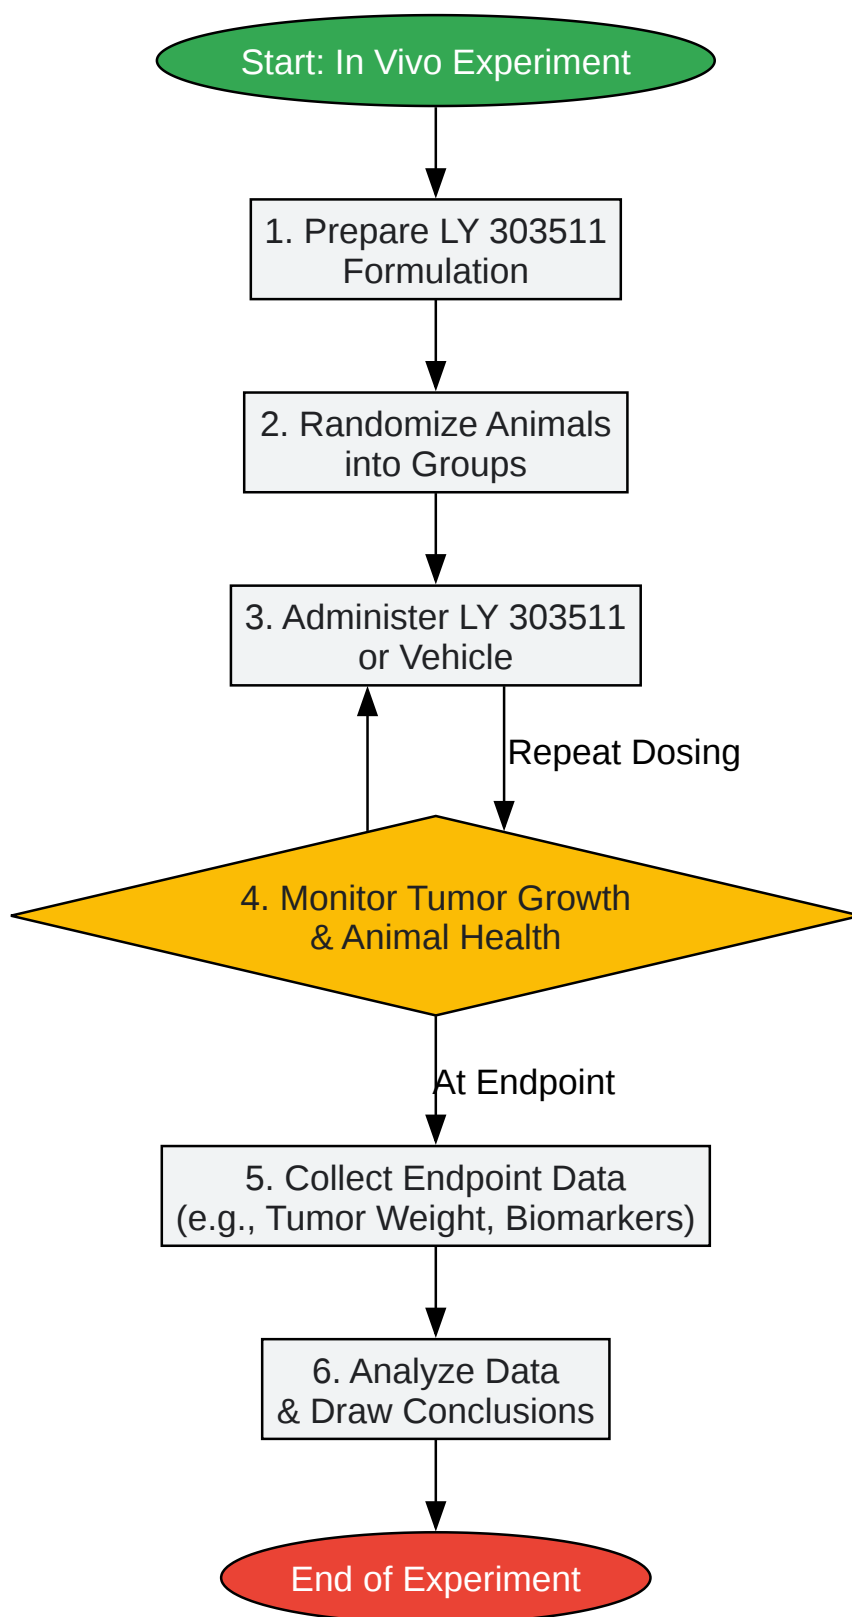 Start: In Vivo Experiment
1. Prepare LY 303511
Formulation
2. Randomize Animals
into Groups
3. Administer LY 303511
or Vehicle
Repeat Dosing
4. Monitor Tumor Growth
& Animal Health
At Endpoint
5. Collect Endpoint Data
(e.g., Tumor Weight, Biomarkers)
6. Analyze Data
& Draw Conclusions
End of Experiment